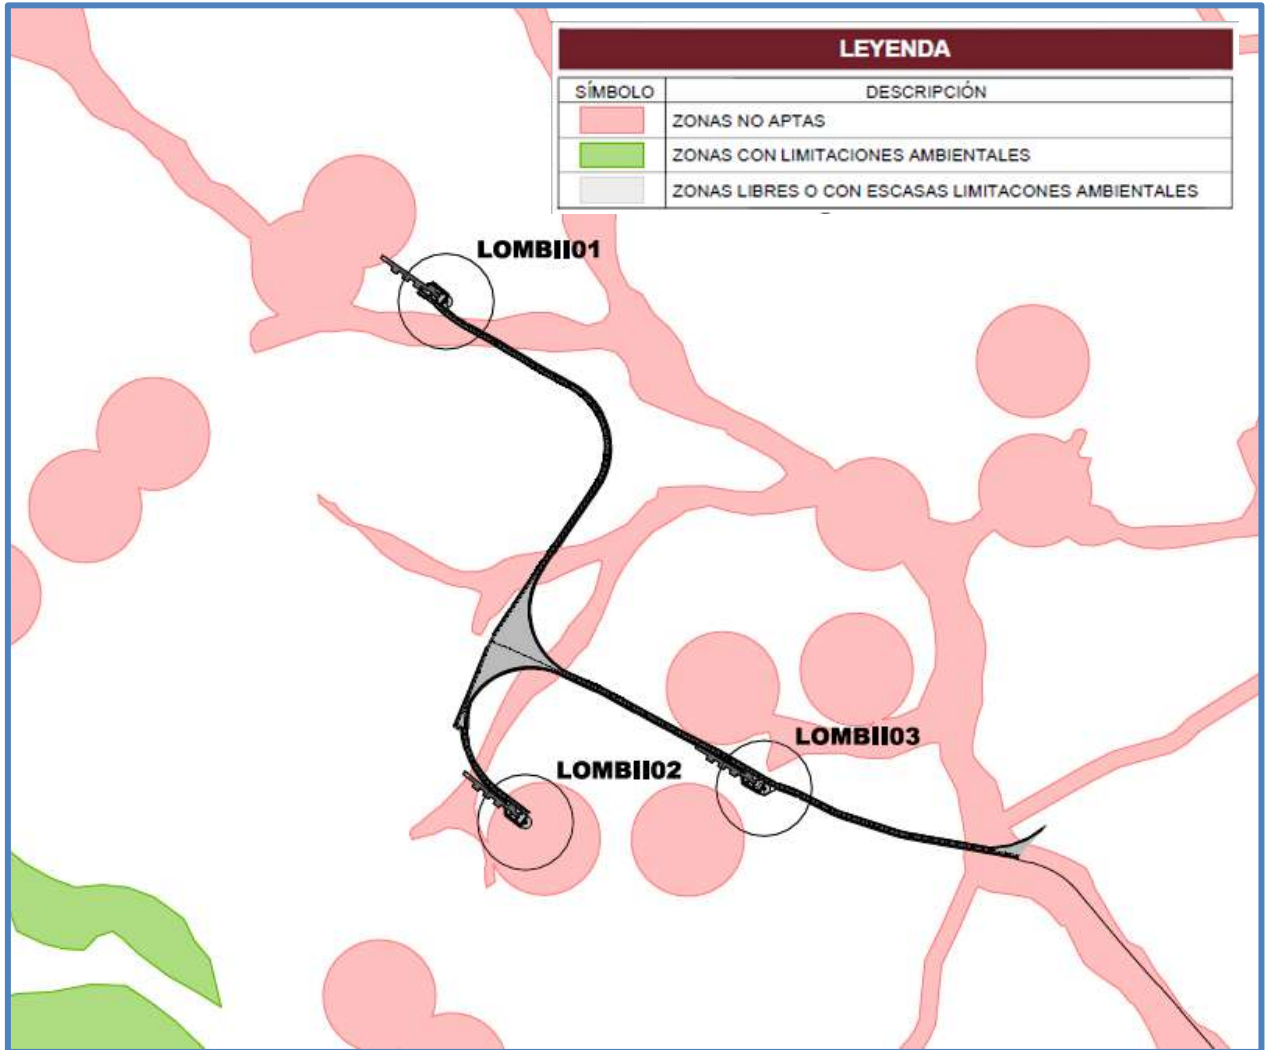 LEYENDA
SÍMBOLO DESCRIPCIÓN
ZONAS NO APTAS
ZONAS CON LIMITACIONES AMBIENTALES
ZONAS LIBRES O CON ESCASAS LIMITACONES AMBIENTALES
LOMBII01
LOMBII03
LOMBII02